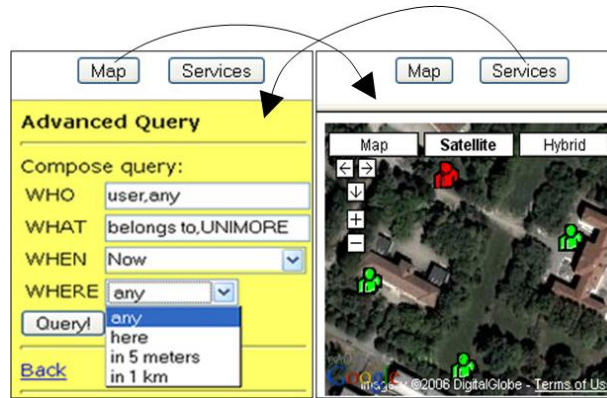 Map Services
Advanced Query
Compose query:
WHO user,any
WHAT belongs to,UNIMORE
WHEN Now
WHERE any
Query!
any
here
in 5 meters
in 1 km
Back
Map Services
Map Satellite Hybrid
Google
Imagery ©2006 DigitalGlobe - Terms of Us